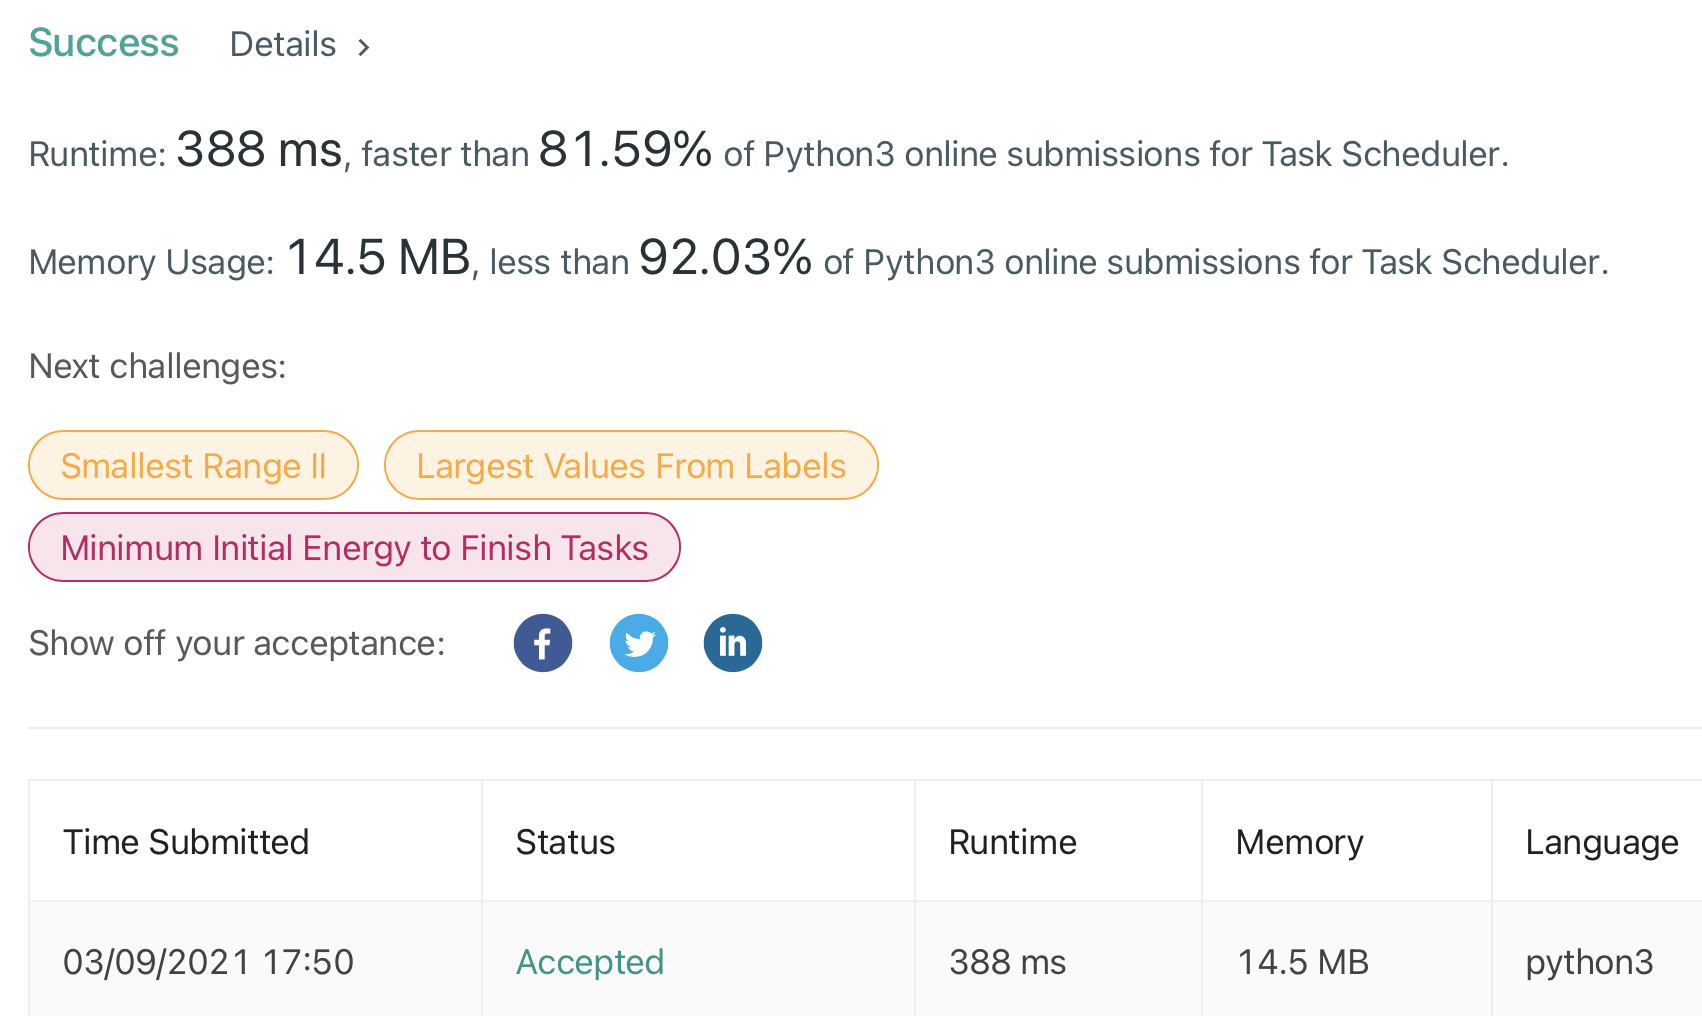 Success Details >
Runtime: 388 ms, faster than 81.59% of Python3 online submissions for Task Scheduler.
Memory Usage: 14.5 MB, less than 92.03% of Python3 online submissions for Task Scheduler.
Next challenges:
Smallest Range II Largest Values From Labels
Minimum Initial Energy to Finish Tasks
Show off your acceptance: f in
Time Submitted Status Runtime Memory Language
03/09/2021 17:50 Accepted 388 ms 14.5 MB python3